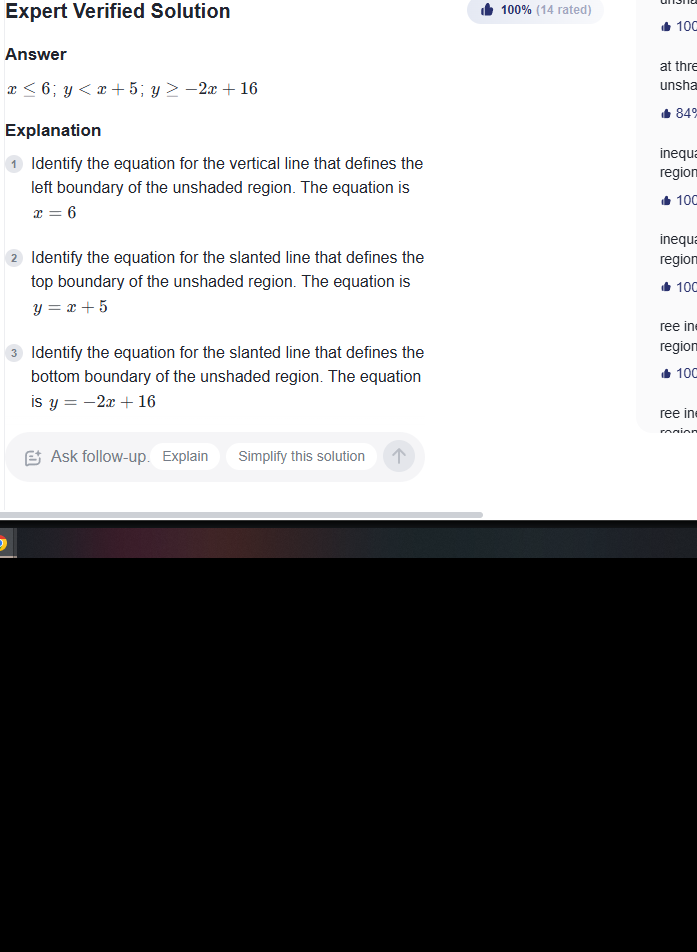 Expert Verified Solution
100% (14 rated)
Answer
x ≤ 6; y < x + 5; y ≥ −2x + 16
Explanation
1 Identify the equation for the vertical line that defines the
left boundary of the unshaded region. The equation is
x = 6
2 Identify the equation for the slanted line that defines the
top boundary of the unshaded region. The equation is
y = x + 5
3 Identify the equation for the slanted line that defines the
bottom boundary of the unshaded region. The equation
is y = −2x + 16
Ask follow-up. Explain Simplify this solution
100
at thre
unsha
84%
inequa
region
100
inequa
region
100
ree ine
region
100
ree ine